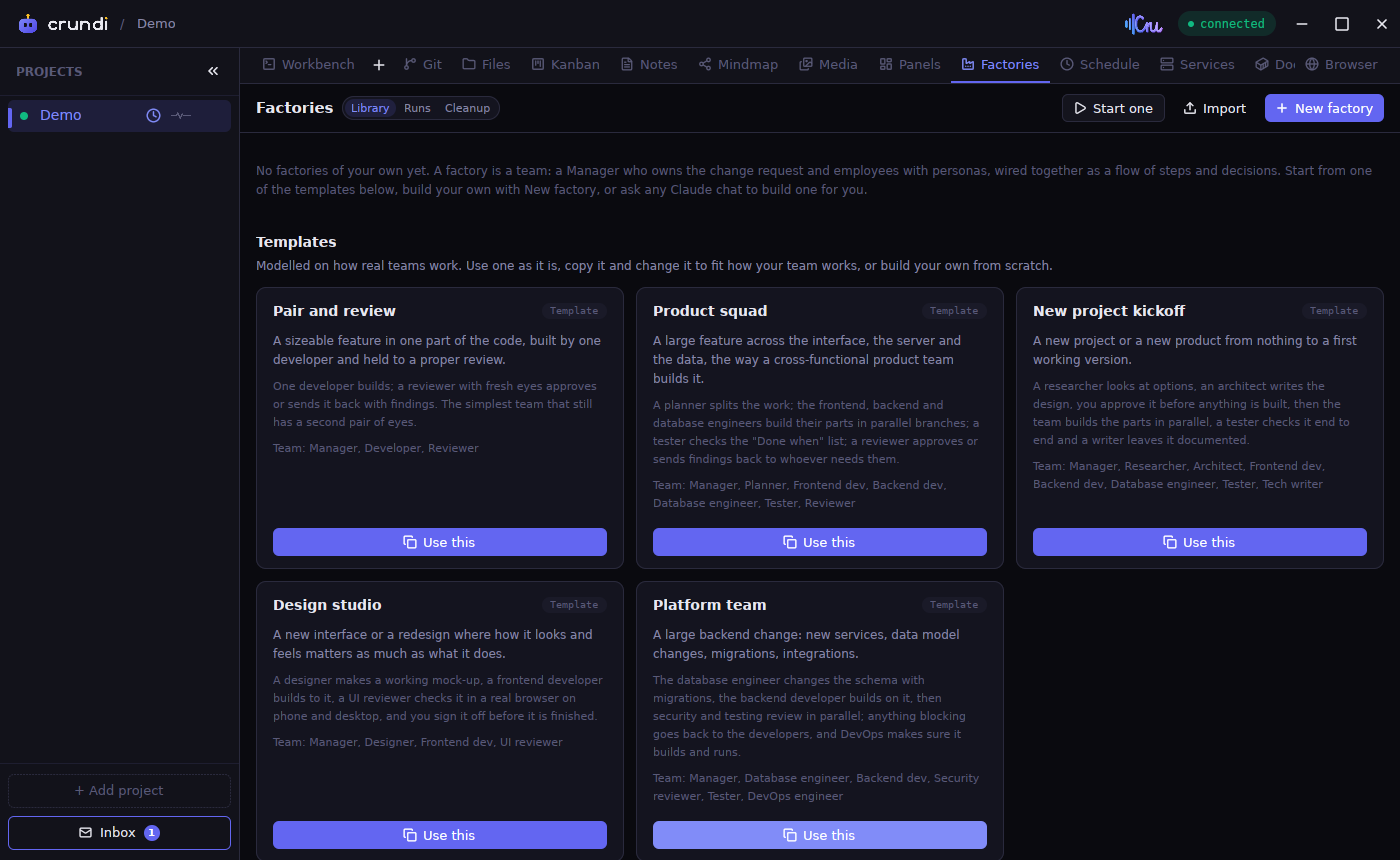 crundi / Demo
Cru
connected
PROJECTS
Demo
+ Add project
Inbox 1
Workbench
Git
Files
Kanban
Notes
Mindmap
Media
Panels
Factories
Schedule
Services
Browser
Factories
Library Runs Cleanup
Start one
Import
+ New factory
No factories of your own yet. A factory is a team: a Manager who owns the change request and employees with personas, wired together as a flow of steps and decisions. Start from one
of the templates below, build your own with New factory, or ask any Claude chat to build one for you.
Templates
Modelled on how real teams work. Use one as it is, copy it and change it to fit how your team works, or build your own from scratch.
Pair and review
Template
A sizeable feature in one part of the code, built by one
developer and held to a proper review.
One developer builds; a reviewer with fresh eyes approves
or sends it back with findings. The simplest team that still
has a second pair of eyes.
Team: Manager, Developer, Reviewer
Use this
Product squad
Template
A large feature across the interface, the server and
the data, the way a cross-functional product team
builds it.
A planner splits the work; the frontend, backend and
database engineers build their parts in parallel branches; a
tester checks the "Done when" list; a reviewer approves or
sends findings back to whoever needs them.
Team: Manager, Planner, Frontend dev, Backend dev,
Database engineer, Tester, Reviewer
Use this
New project kickoff
Template
A new project or a new product from nothing to a first
working version.
A researcher looks at options, an architect writes the
design, you approve it before anything is built, then the
team builds the parts in parallel, a tester checks it end to
end and a writer leaves it documented.
Team: Manager, Researcher, Architect, Frontend dev,
Backend dev, Database engineer, Tester, Tech writer
Use this
Design studio
Template
A new interface or a redesign where how it looks and
feels matters as much as what it does.
A designer makes a working mock-up, a frontend developer
builds to it, a UI reviewer checks it in a real browser on
phone and desktop, and you sign it off before it is finished.
Team: Manager, Designer, Frontend dev, UI reviewer
Use this
Platform team
Template
A large backend change: new services, data model
changes, migrations, integrations.
The database engineer changes the schema with
migrations, the backend developer builds on it, then
security and testing review in parallel; anything blocking
goes back to the developers, and DevOps makes sure it
builds and runs.
Team: Manager, Database engineer, Backend dev, Security
reviewer, Tester, DevOps engineer
Use this